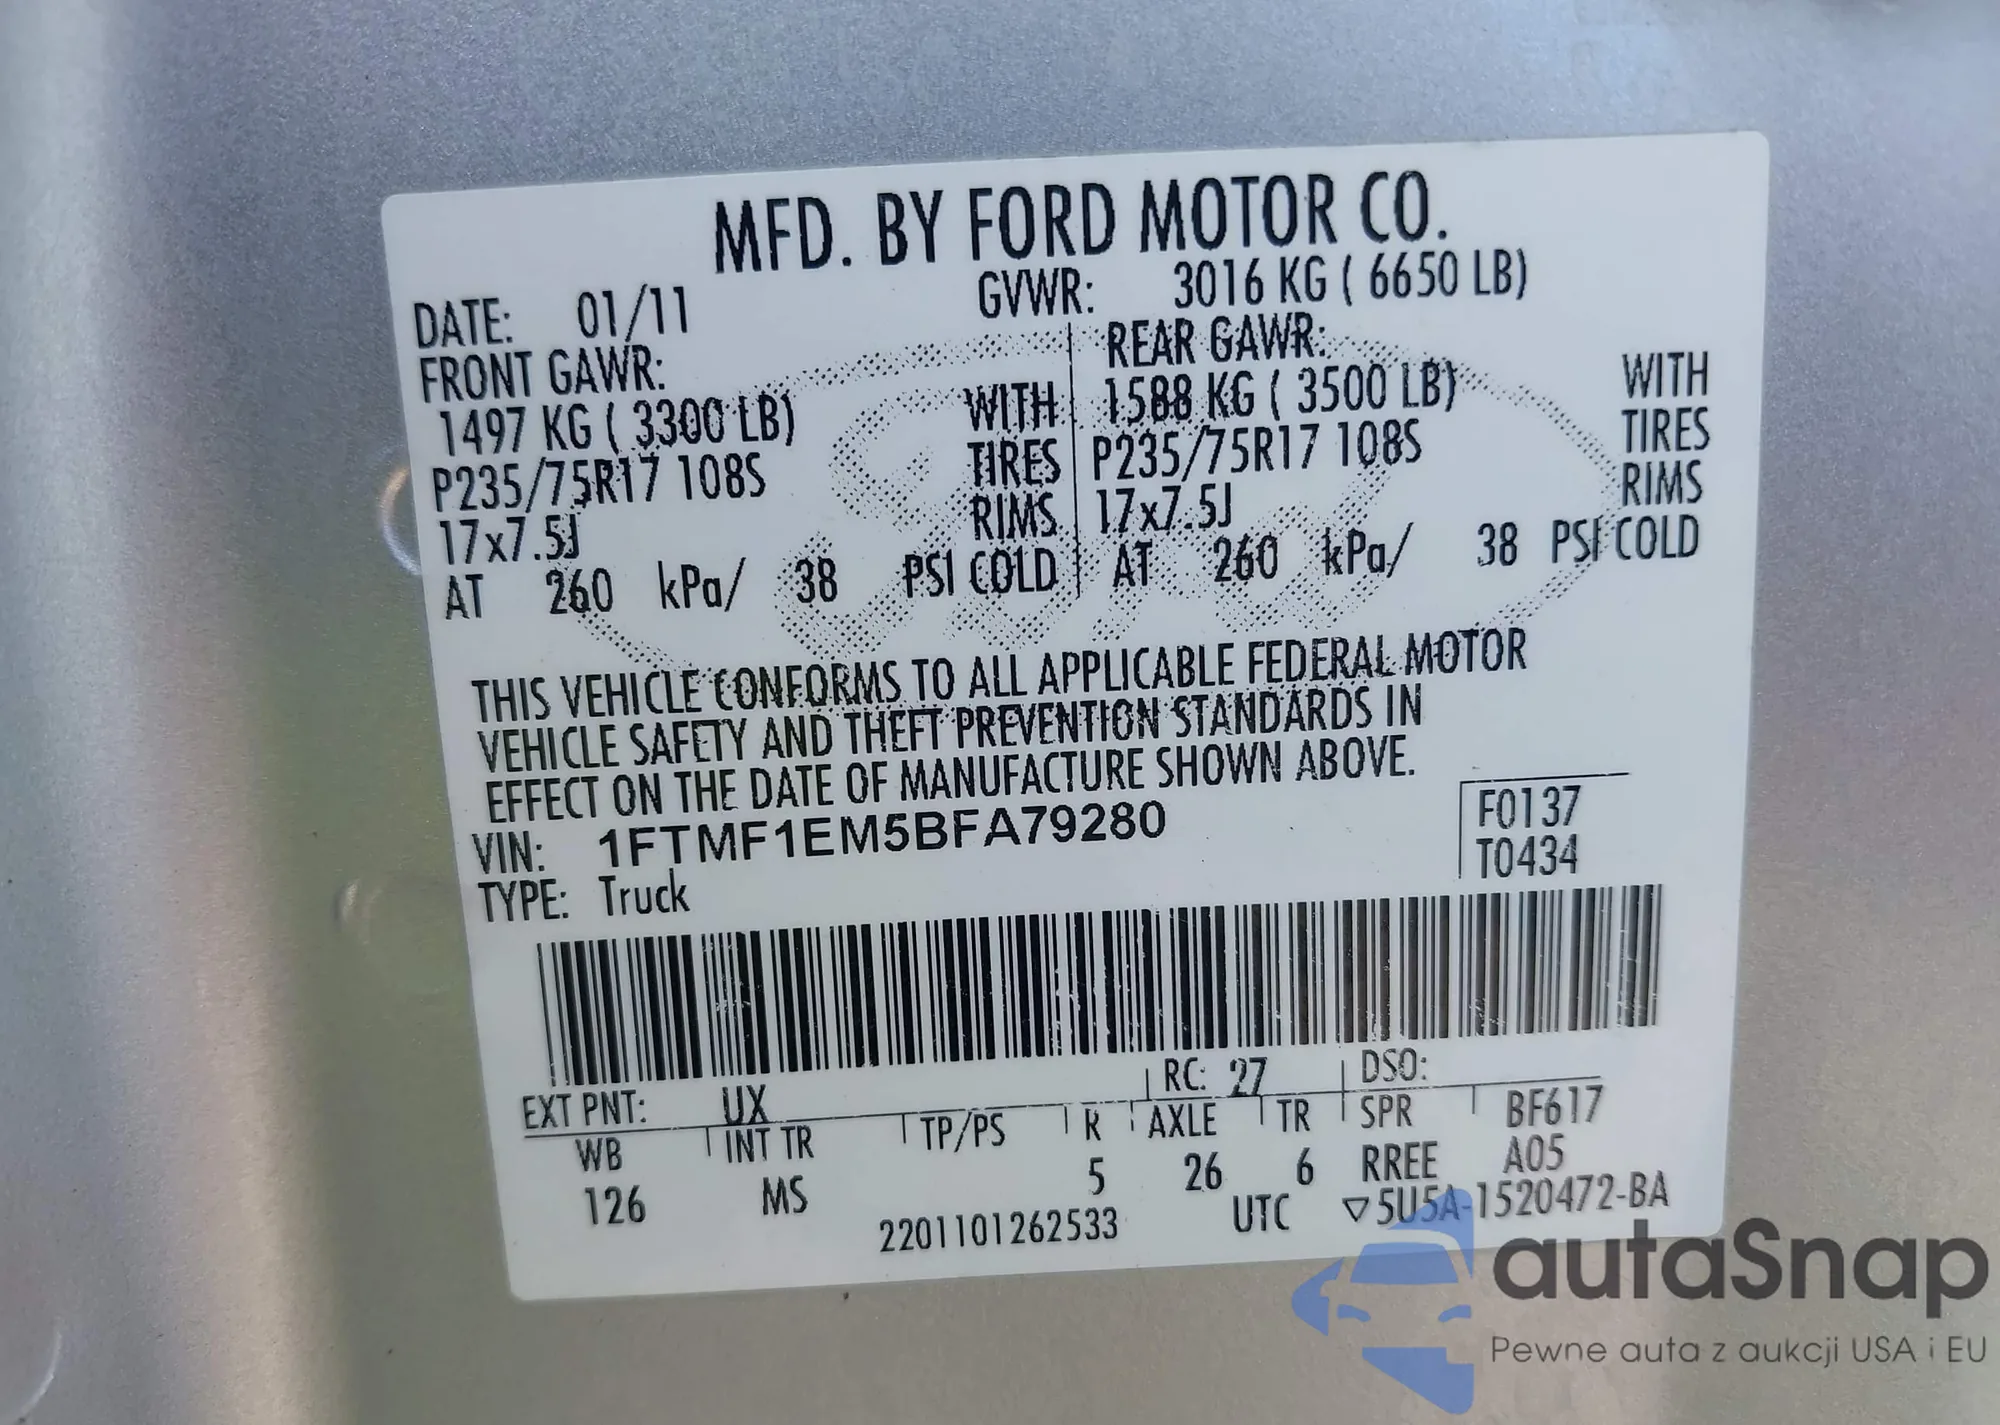 MFD. BY FORD MOTOR CO.
DATE: 01/11 GVWR: 3016 KG ( 6650 LB)
FRONT GAWR: REAR GAWR:
1497 KG ( 3300 LB) WITH 1588 KG ( 3500 LB) WITH
P235/75R17 108S TIRES P235/75R17 108S TIRES
17x7.5J RIMS 17x7.5J RIMS
AT 260 kPa/ 38 PSI COLD AT 260 kPa/ 38 PSI COLD
THIS VEHICLE CONFORMS TO ALL APPLICABLE FEDERAL MOTOR
VEHICLE SAFETY AND THEFT PREVENTION STANDARDS IN
EFFECT ON THE DATE OF MANUFACTURE SHOWN ABOVE.
VIN: 1FTMF1EM5BFA79280 F0137
TYPE: Truck T0434
EXT PNT: UX RC: 27 DSO:
WB INT TR TP/PS R AXLE TR SPR BF617
126 MS 5 26 6 RREE A05
2201101262533 UTC ▽5U5A-1520472-BA
autaSnap
Pewne auta z aukcji USA i EU